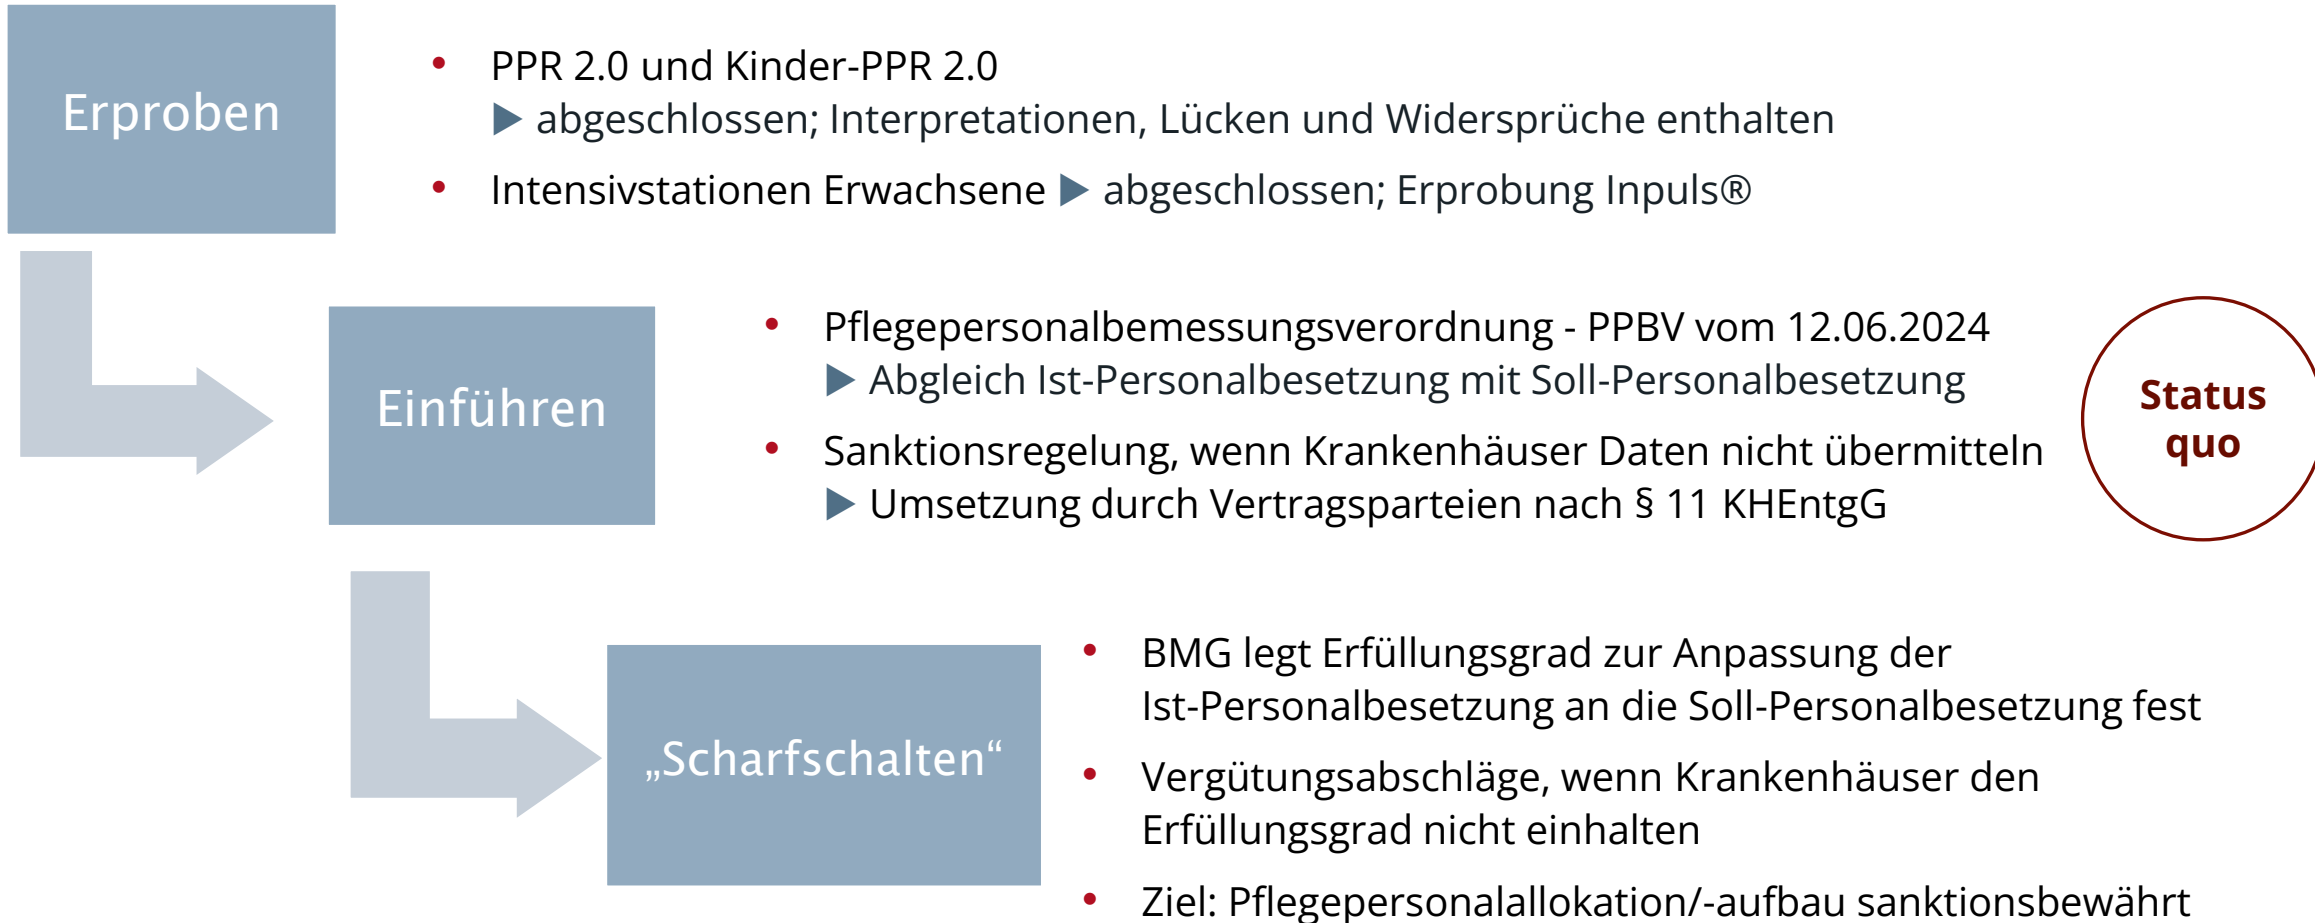 Erproben
• PPR 2.0 und Kinder-PPR 2.0
▶ abgeschlossen; Interpretationen, Lücken und Widersprüche enthalten
• Intensivstationen Erwachsene ▶ abgeschlossen; Erprobung Inpuls®
Einführen
• Pflegepersonalbemessungsverordnung - PPBV vom 12.06.2024
▶ Abgleich Ist-Personalbesetzung mit Soll-Personalbesetzung
• Sanktionsregelung, wenn Krankenhäuser Daten nicht übermitteln
▶ Umsetzung durch Vertragsparteien nach § 11 KHEntgG
Status
quo
„Scharfschalten“
• BMG legt Erfüllungsgrad zur Anpassung der
Ist-Personalbesetzung an die Soll-Personalbesetzung fest
• Vergütungsabschläge, wenn Krankenhäuser den
Erfüllungsgrad nicht einhalten
• Ziel: Pflegepersonalallokation/-aufbau sanktionsbewährt